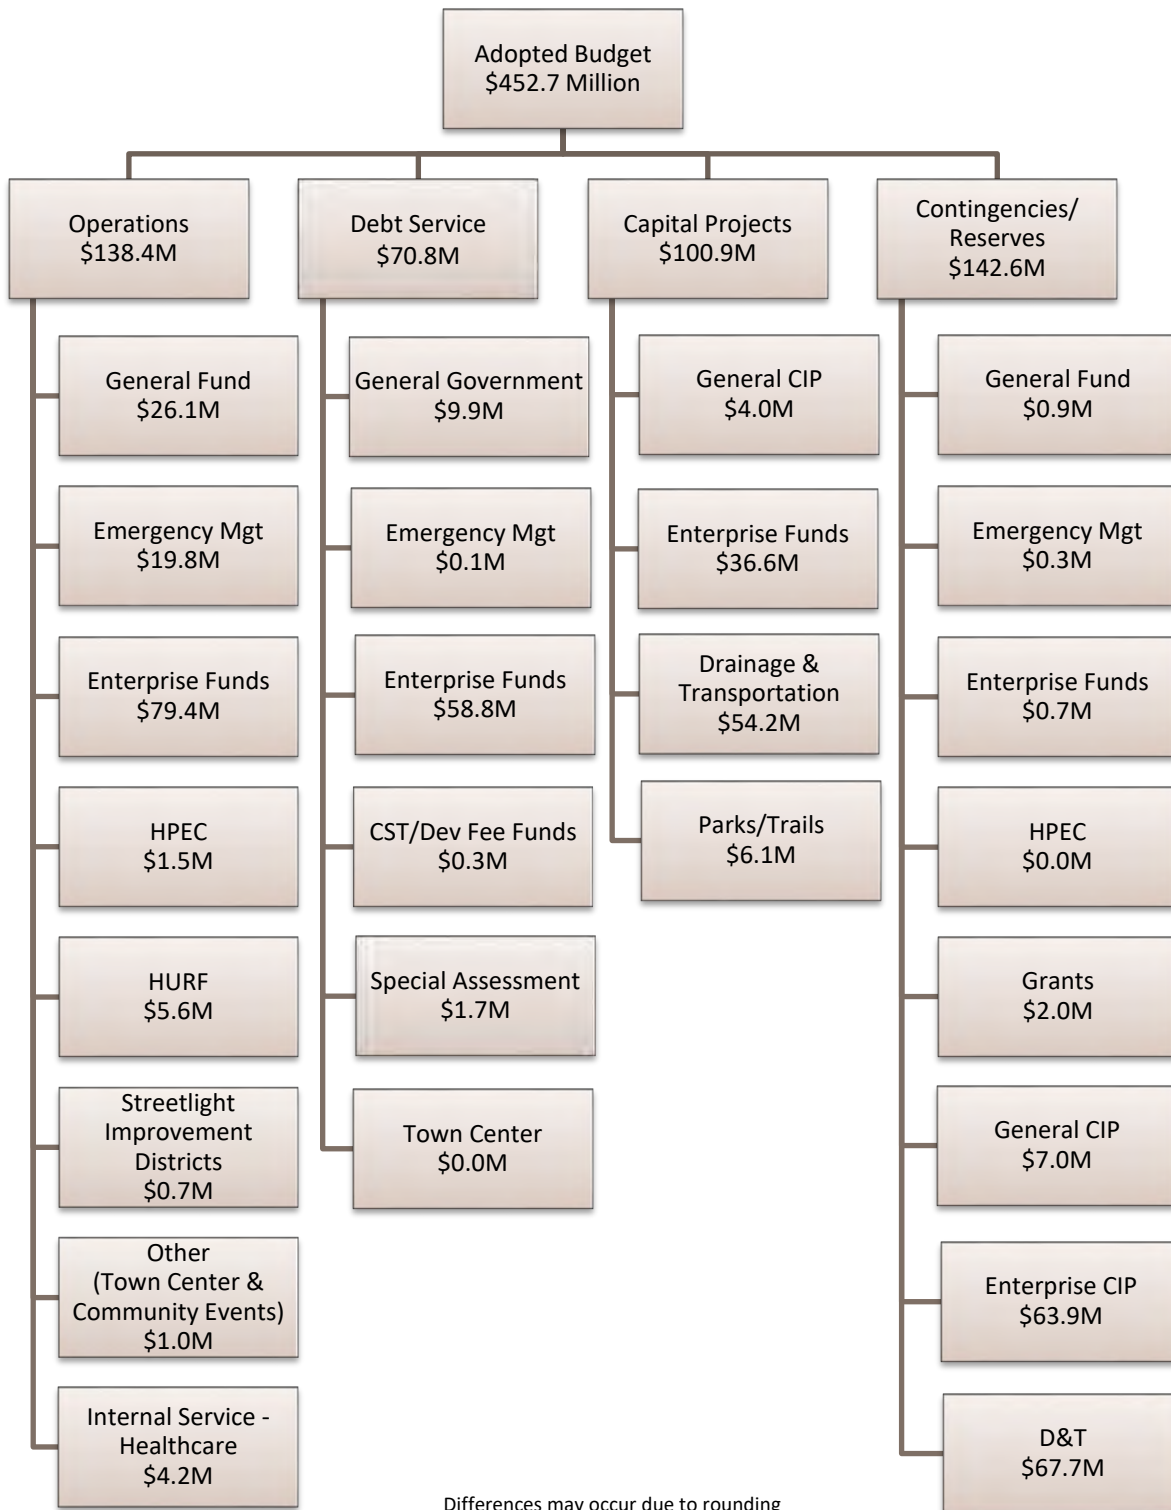 Adopted Budget
$452.7 Million
Operations
$138.4M
Debt Service
$70.8M
Capital Projects
$100.9M
Contingencies/
Reserves
$142.6M
General Fund
$26.1M
Emergency Mgt
$19.8M
Enterprise Funds
$79.4M
HPEC
$1.5M
HURF
$5.6M
Streetlight
Improvement
Districts
$0.7M
Other
(Town Center &
Community Events)
$1.0M
Internal Service -
Healthcare
$4.2M
General Government
$9.9M
Emergency Mgt
$0.1M
Enterprise Funds
$58.8M
CST/Dev Fee Funds
$0.3M
Special Assessment
$1.7M
Town Center
$0.0M
General CIP
$4.0M
Enterprise Funds
$36.6M
Drainage &
Transportation
$54.2M
Parks/Trails
$6.1M
General Fund
$0.9M
Emergency Mgt
$0.3M
Enterprise Funds
$0.7M
HPEC
$0.0M
Grants
$2.0M
General CIP
$7.0M
Enterprise CIP
$63.9M
D&T
$67.7M
Differences may occur due to rounding